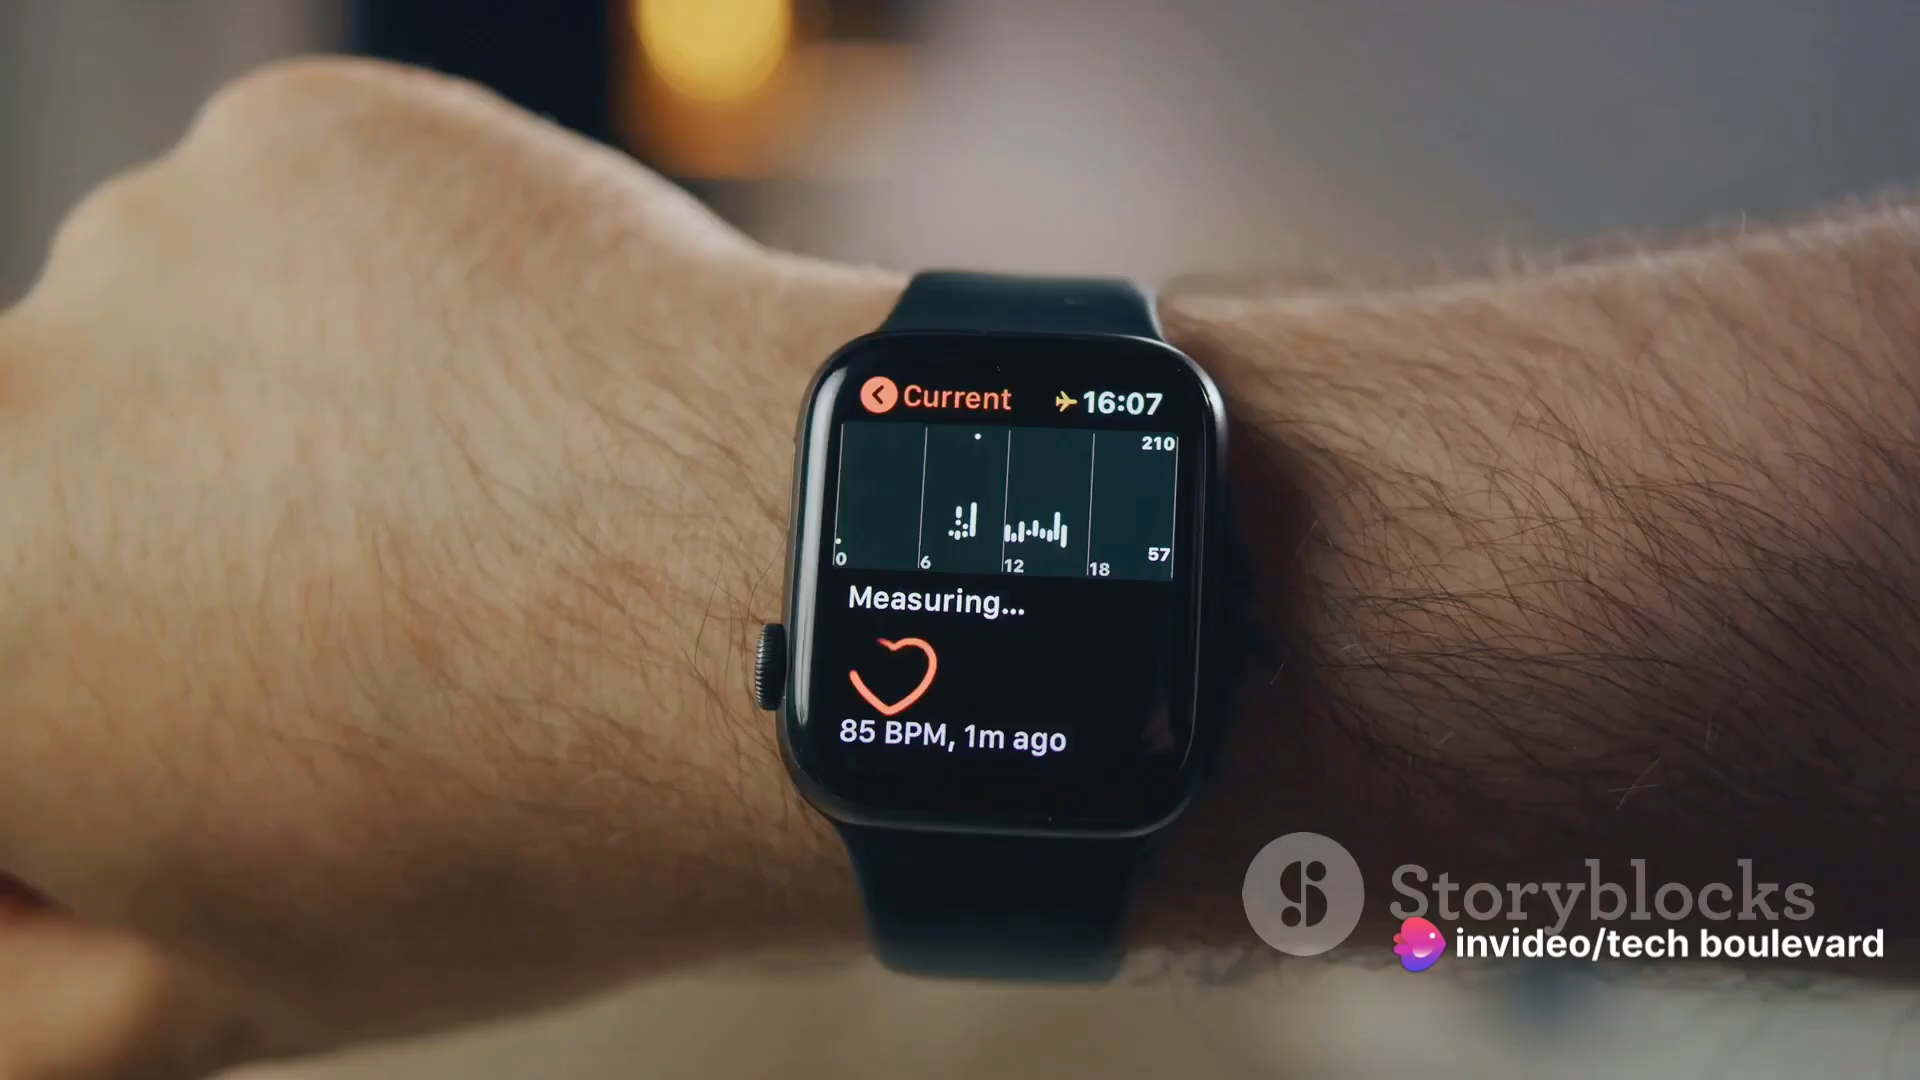 Current 16:07
210
57
0 6 12 18
Measuring...
85 BPM, 1m ago
Storyblocks
invideo/tech boulevard